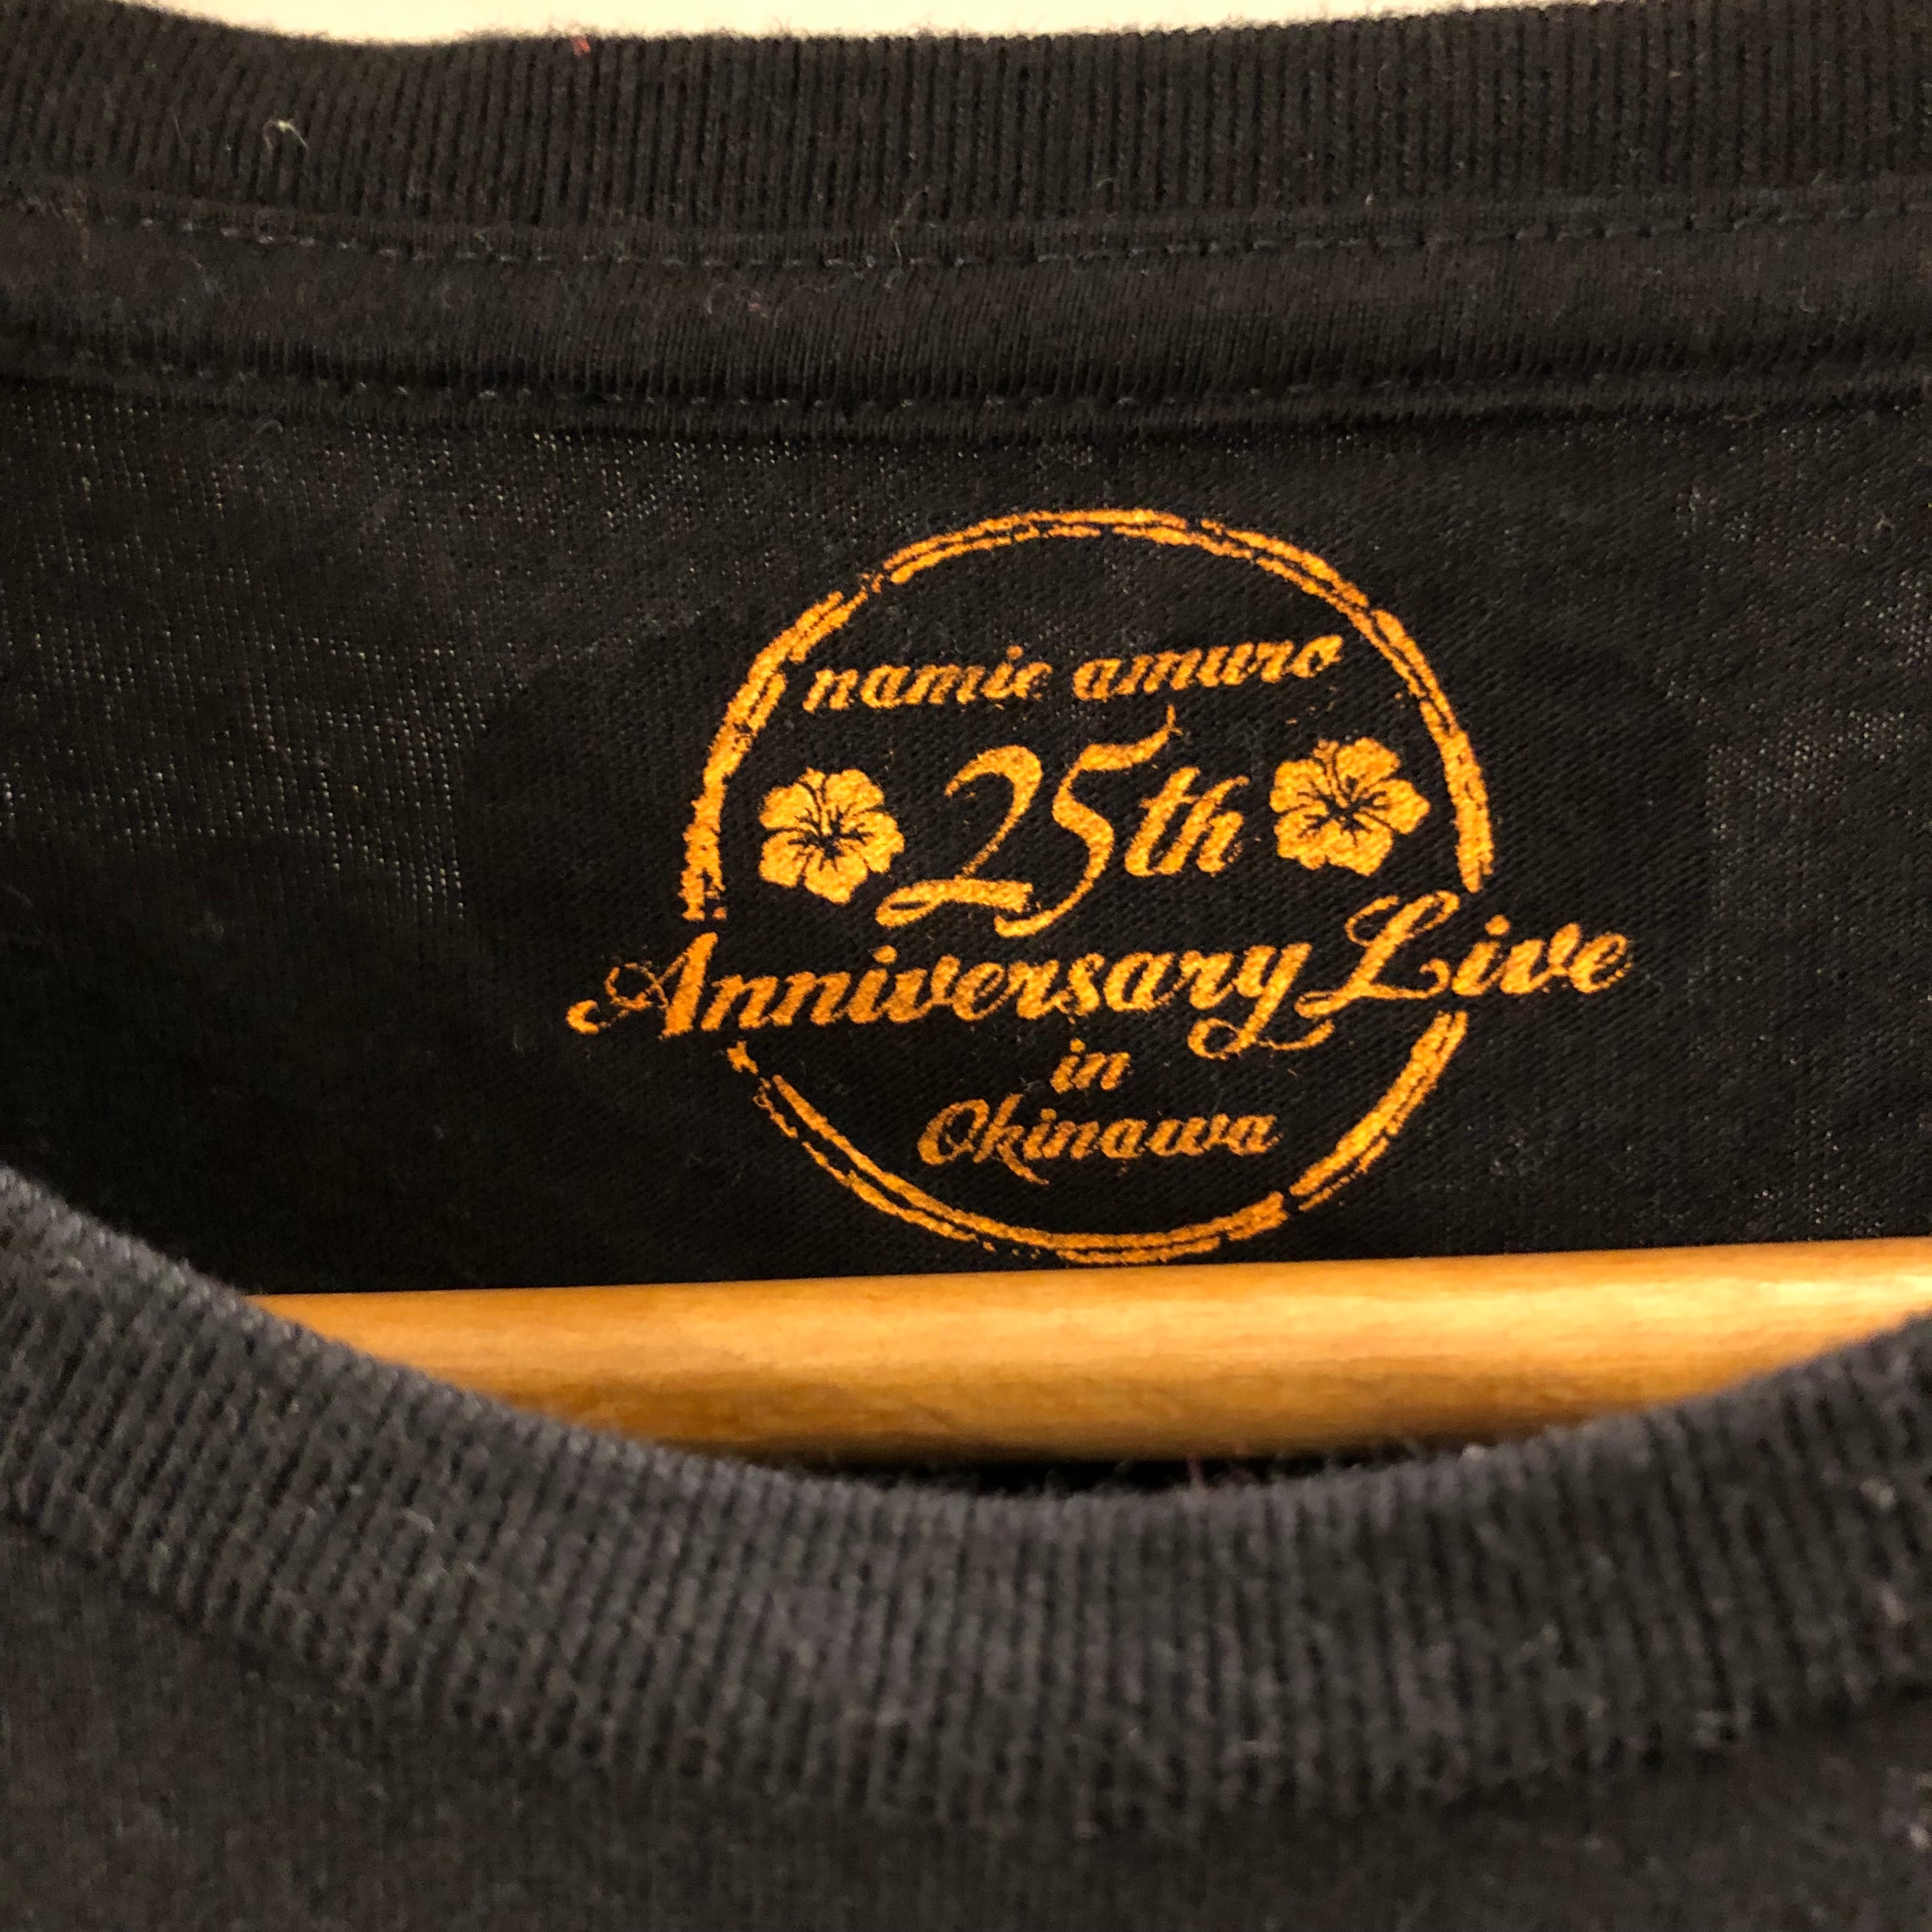 namie amuro
25th
Anniversary Live
in
Okinawa